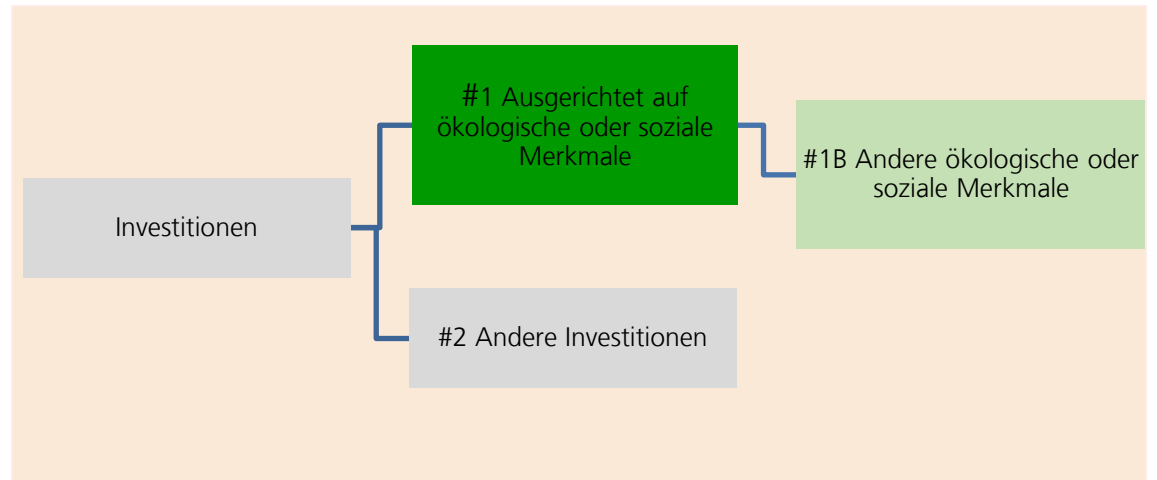 #1 Ausgerichtet auf
ökologische oder soziale
Merkmale
#1B Andere ökologische oder
soziale Merkmale
Investitionen
#2 Andere Investitionen